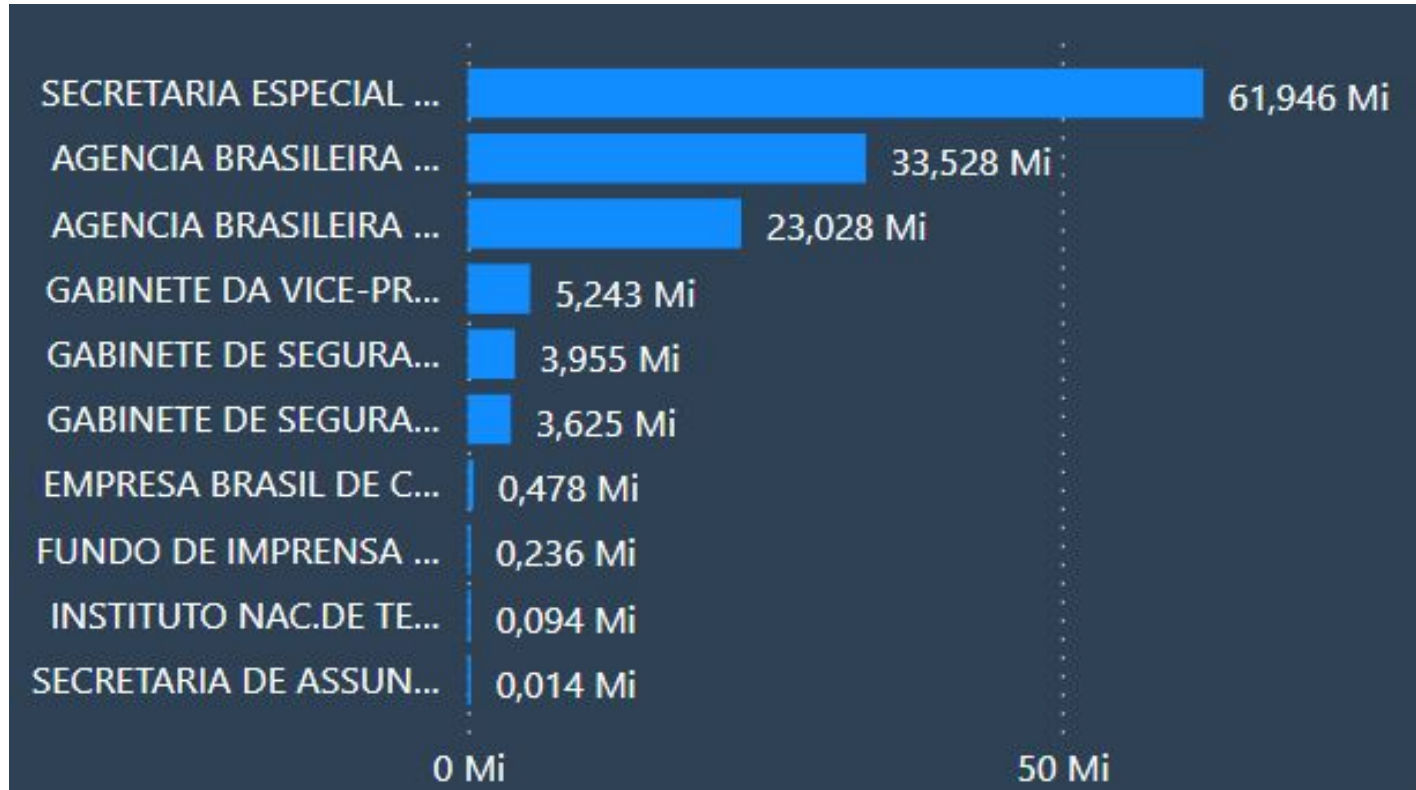 SECRETARIA ESPECIAL ... 61,946 Mi
AGENCIA BRASILEIRA ... 33,528 Mi
AGENCIA BRASILEIRA ... 23,028 Mi
GABINETE DA VICE-PR... 5,243 Mi
GABINETE DE SEGURA... 3,955 Mi
GABINETE DE SEGURA... 3,625 Mi
EMPRESA BRASIL DE C... 0,478 Mi
FUNDO DE IMPRENSA ... 0,236 Mi
INSTITUTO NAC.DE TE... 0,094 Mi
SECRETARIA DE ASSUN... 0,014 Mi
0 Mi 50 Mi